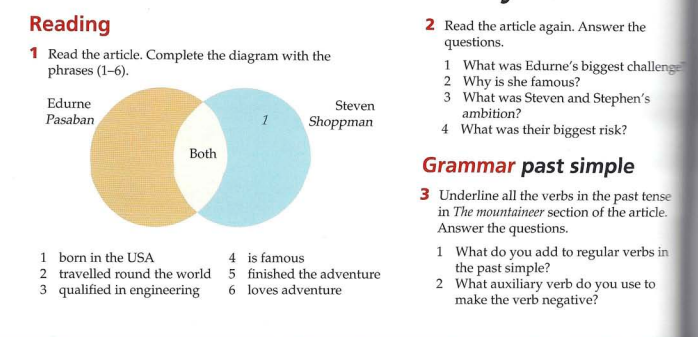 Reading
1 Read the article. Complete the diagram with the
phrases (1–6).
Edurne
Pasaban
Steven
Shoppman
1
Both
1 born in the USA
2 travelled round the world
3 qualified in engineering
4 is famous
5 finished the adventure
6 loves adventure
2 Read the article again. Answer the
questions.
1 What was Edurne's biggest challenge?
2 Why is she famous?
3 What was Steven and Stephen's
ambition?
4 What was their biggest risk?
Grammar past simple
3 Underline all the verbs in the past tense
in The mountaineer section of the article.
Answer the questions.
1 What do you add to regular verbs in
the past simple?
2 What auxiliary verb do you use to
make the verb negative?